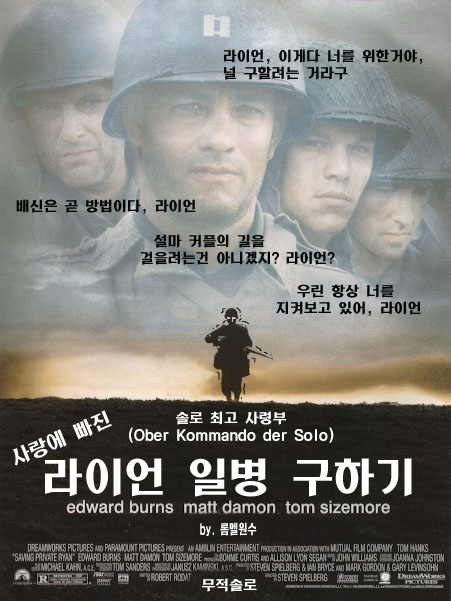 라이언, 이게다 너를 위한거야,
널 구할려는 거라구
배신은 곧 방법이다, 라이언
설마 커플의 길을
걸을려는건 아니겠지? 라이언?
우린 항상 너를
지켜보고 있어, 라이언
솔로 최고 사령부
(Ober Kommando der Solo)
사랑에 빠진
라이언 일병 구하기
edward burns matt damon tom sizemore
by. 롬멜원수
DREAMWORKS PICTURES AND PARAMOUNT PICTURES PRESENT AN AMBLIN ENTERTAINMENT PRODUCTION IN ASSOCIATION WITH MUTUAL FILM COMPANY TOM HANKS
"SAVING PRIVATE RYAN" EDWARD BURNS MATT DAMON TOM SIZEMORE BONNIE CURTIS AND ALLISON LYON SEGAN JOHN WILLIAMS JOANNA JOHNSTON
MICHAEL KAHN, A.C.E. TOM SANDERS JANUSZ KAMINSKI, A.S.C. STEVEN SPIELBERG & IAN BRYCE AND MARK GORDON & GARY LEVINSOHN
R ROBERT RODAT STEVEN SPIELBERG DREAMWORKS PICTURES
무적솔로